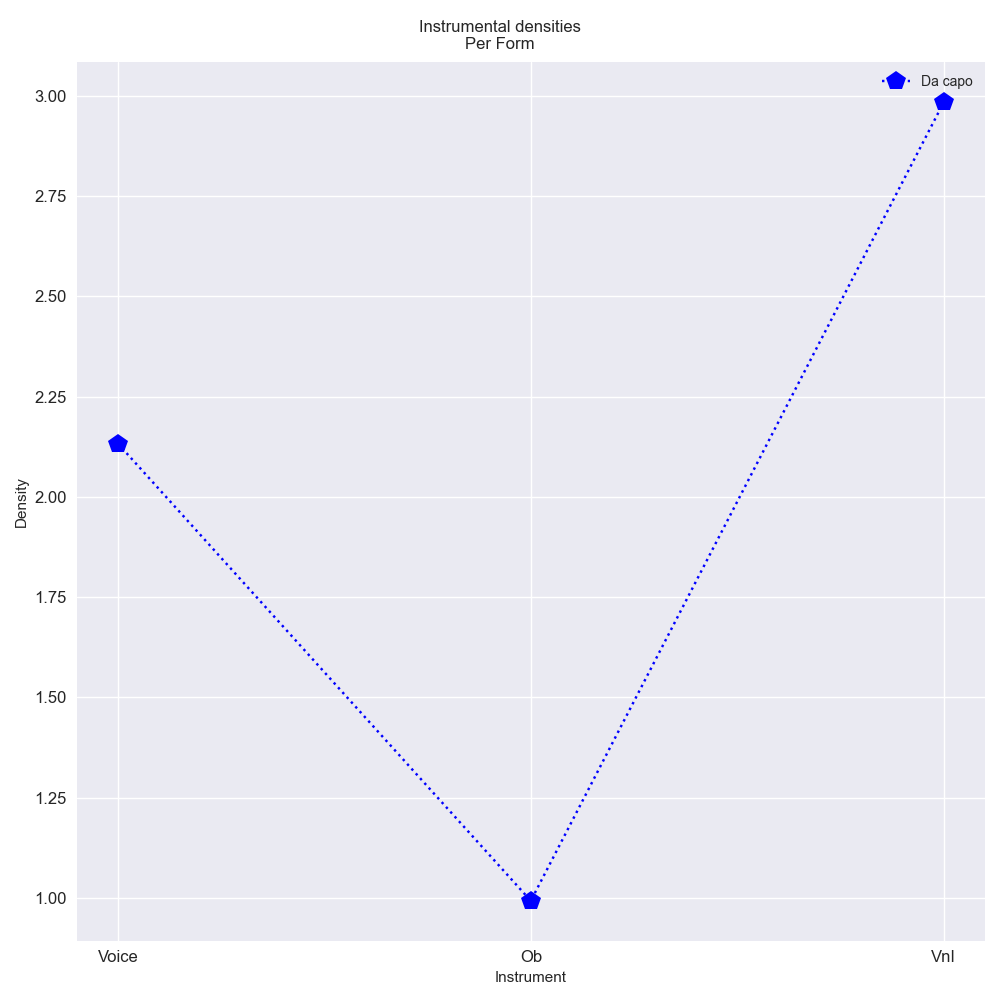 Instrumental densities
Per Form
Da capo
3.00
2.75
2.50
2.25
2.00
1.75
1.50
1.25
1.00
Density
Voice
Ob
VnI
Instrument